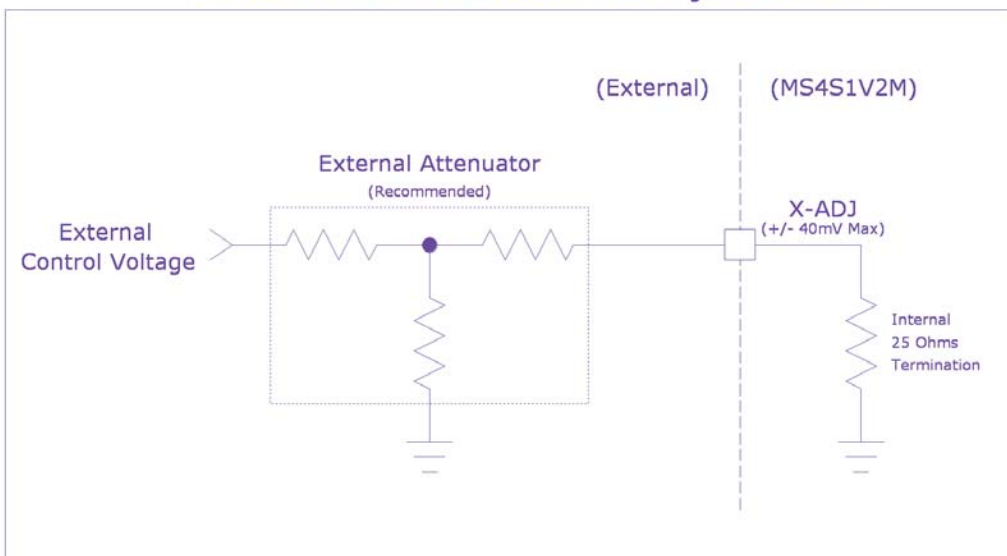 (External)
(MS4S1V2M)
External Attenuator
(Recommended)
External
Control Voltage
X-ADJ
(+/- 40mV Max)
Internal
25 Ohms
Termination